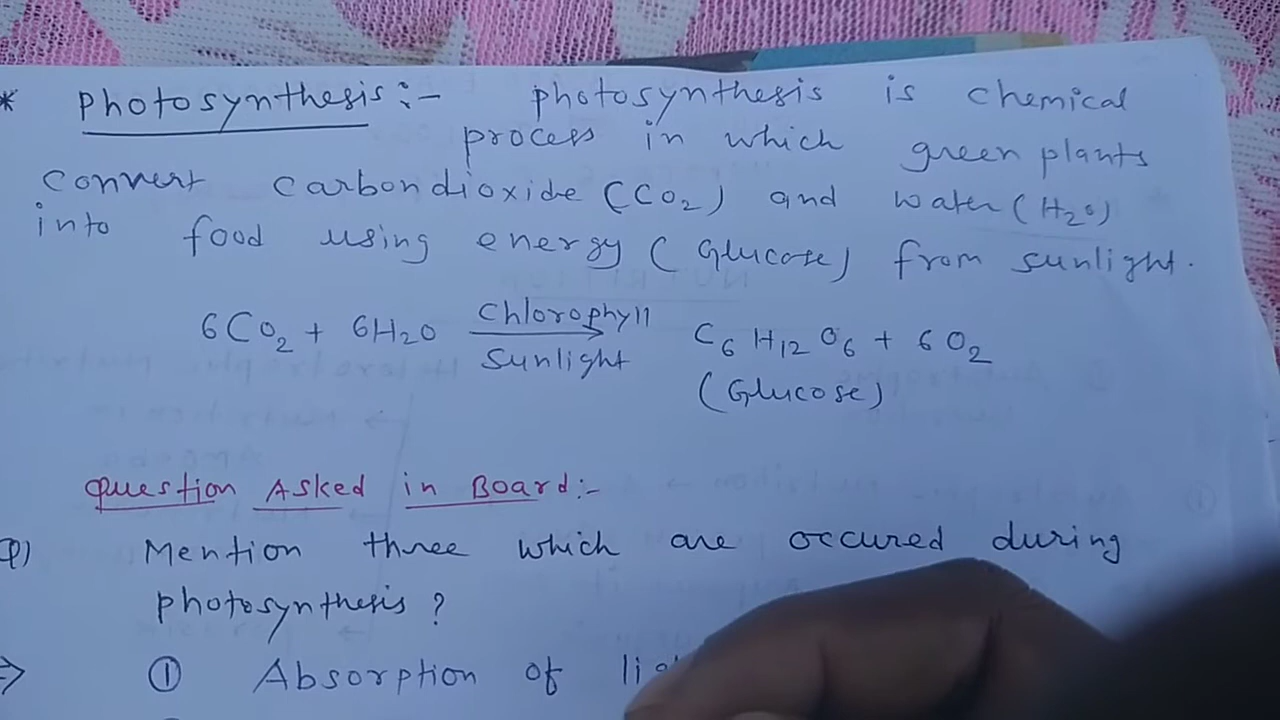 * Photosynthesis:- photosynthesis is chemical
process in which green plants
convert carbondioxide (CO₂) and water (H₂O)
into food using energy (Glucose) from sunlight.
6CO₂ + 6H₂O Chlorophyll Sunlight → C₆H₁₂O₆ + 6O₂
(Glucose)
Question Asked in Board:-
Q) Mention three which are occured during
photosynthesis?
⇒ ① Absorption of